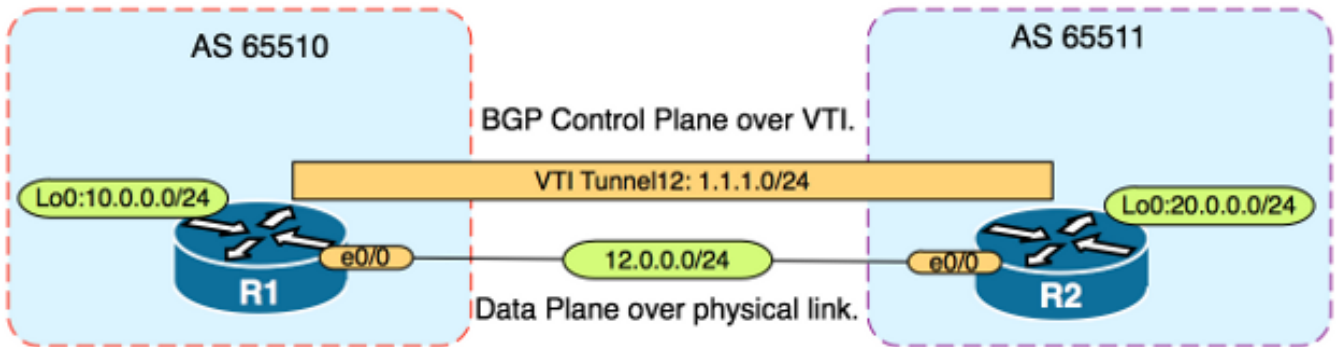 AS 65510
AS 65511
BGP Control Plane over VTI.
VTI Tunnel12: 1.1.1.0/24
Lo0:10.0.0.0/24
Lo0:20.0.0.0/24
e0/0
12.0.0.0/24
e0/0
R1
R2
Data Plane over physical link.